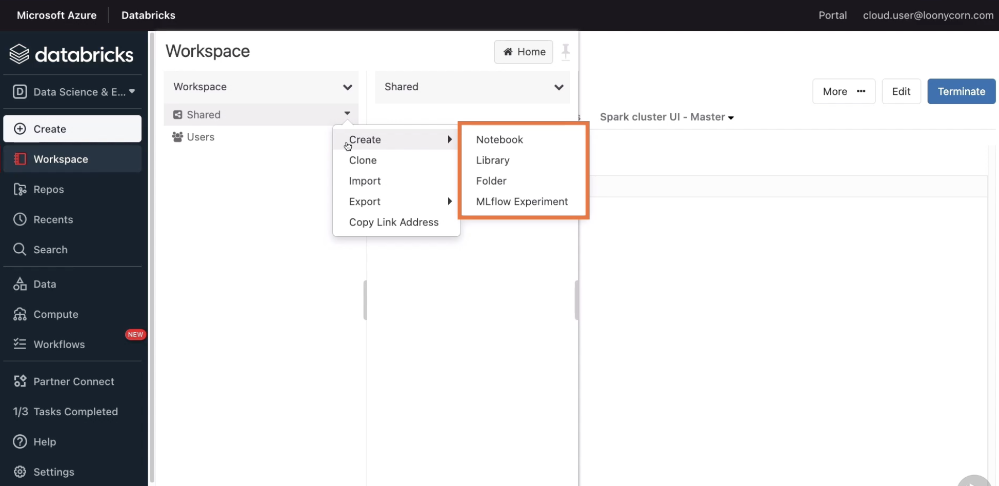 Microsoft Azure
Databricks
Portal
cloud.user@loonycorn.com
databricks
D
Data Science & E...
Create
Workspace
Repos
Recents
Search
Data
Compute
NEW
Workflows
Partner Connect
1/3 Tasks Completed
Help
Settings
Workspace
Home
Workspace
Shared
Users
Shared
Create
Clone
Import
Export
Copy Link Address
Notebook
Library
Folder
MLflow Experiment
More
Edit
Terminate
s
Spark cluster UI - Master